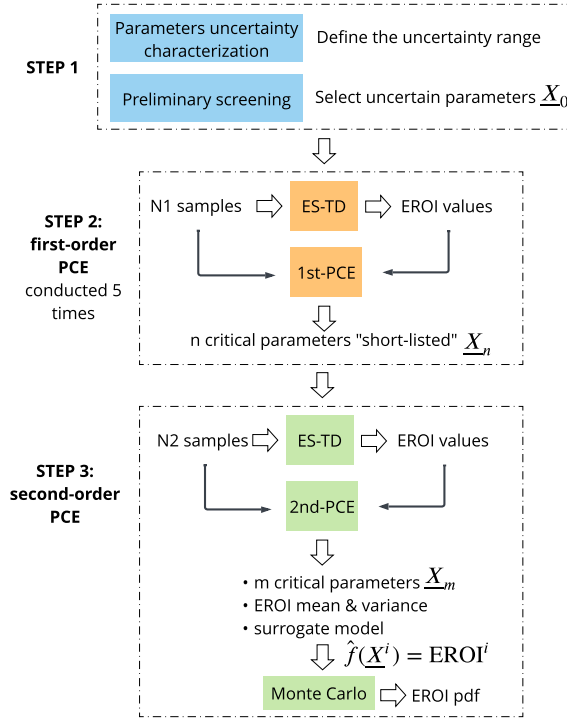 STEP 1
Parameters uncertainty
characterization
Define the uncertainty range
Preliminary screening
Select uncertain parameters X₀
STEP 2:
first-order
PCE
conducted 5
times
N1 samples
ES-TD
EROI values
1st-PCE
n critical parameters "short-listed" Xₙ
STEP 3:
second-order
PCE
N2 samples
ES-TD
EROI values
2nd-PCE
• m critical parameters Xₘ
• EROI mean & variance
• surrogate model
f̂(Xⁱ) = EROIⁱ
Monte Carlo
EROI pdf